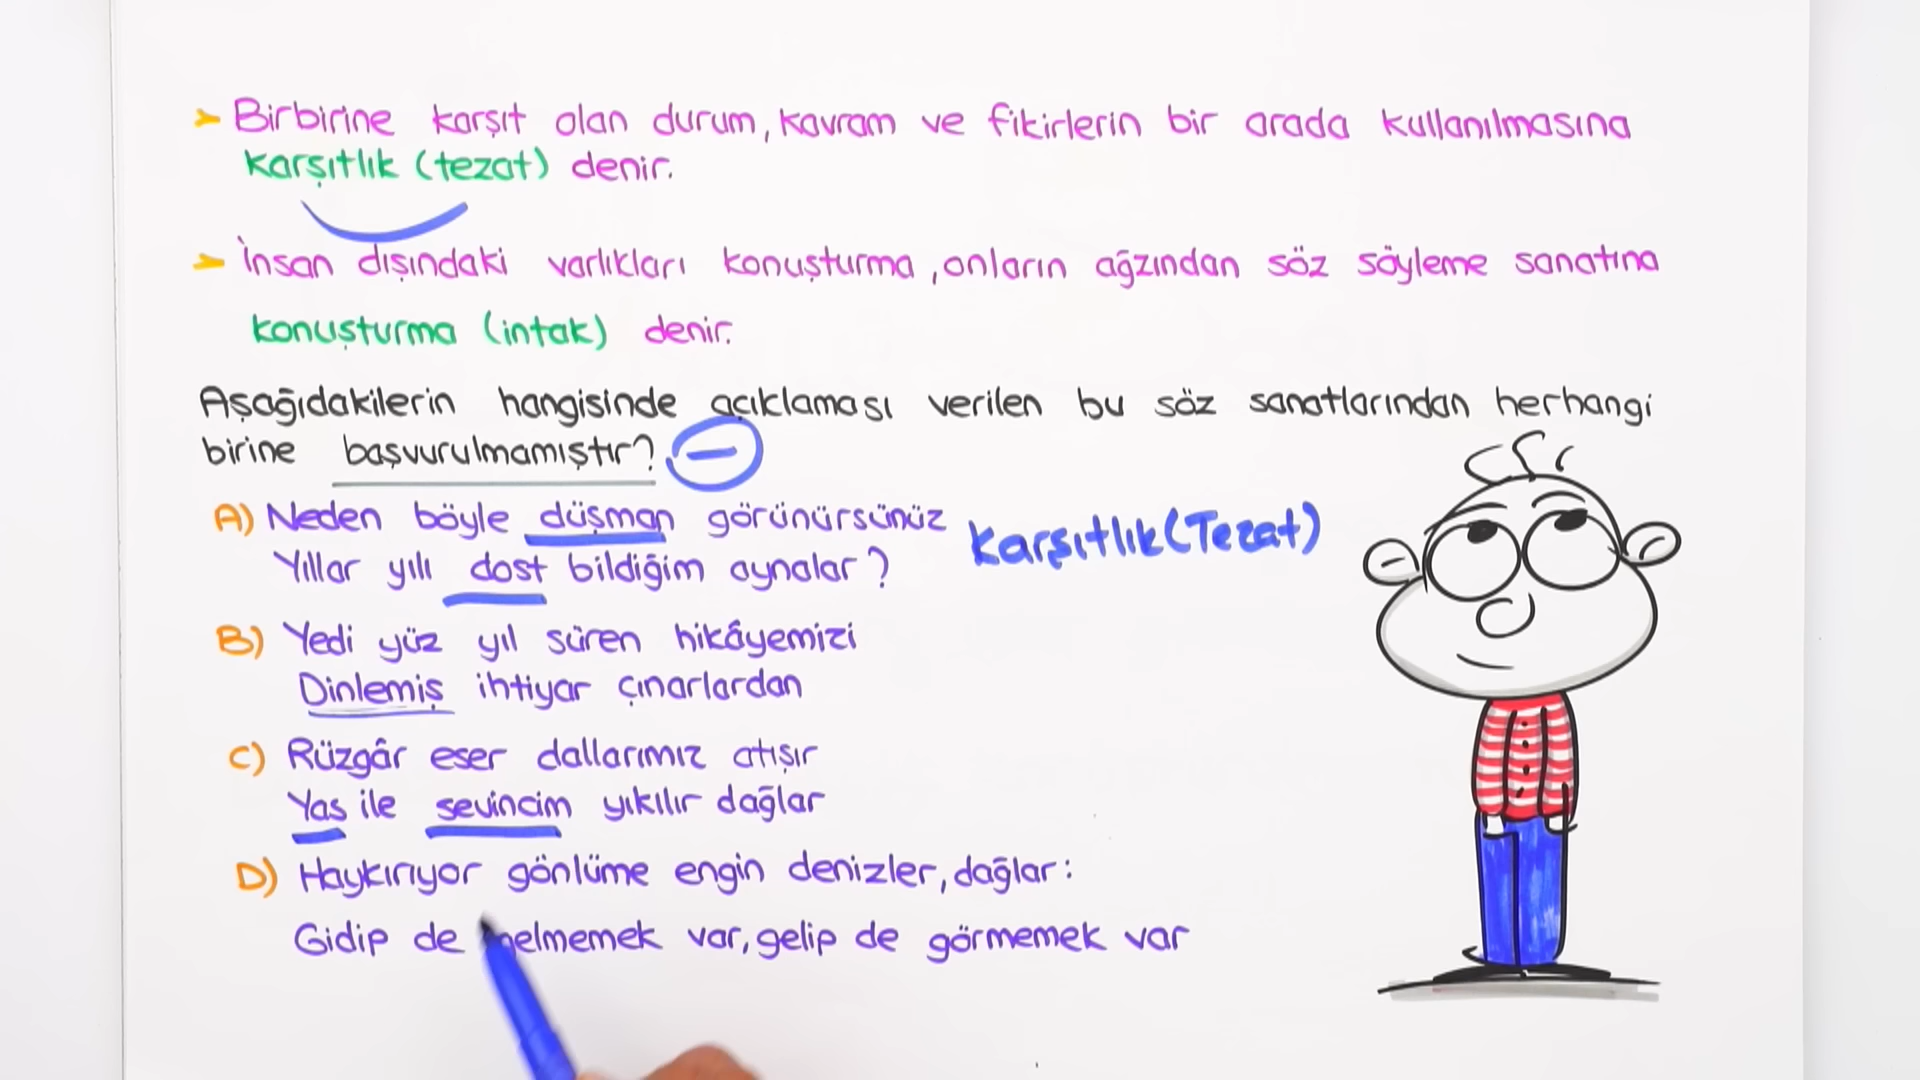 Birbirine karşıt olan durum, kavram ve fikirlerin bir arada kullanılmasına
karşıtlık (tezat) denir.
İnsan dışındaki varlıkları konuşturma, onların ağzından söz söyleme sanatına
konuşturma (intak) denir.
Aşağıdakilerin hangisinde açıklaması verilen bu söz sanatlarından herhangi
birine başvurulmamıştır?
A) Neden böyle düşman görünürsünüz
Yıllar yılı dost bildiğim aynalar?
Karşıtlık (Tezat)
B) Yedi yüz yıl süren hikâyemizi
Dinlemiş ihtiyar çınarlardan
C) Rüzgâr eser dallarımız atışır
Yas ile sevincim yıkılır dağlar
D) Haykırıyor gönlüme engin denizler, dağlar:
Gidip de gelmemek var, gelip de görmemek var